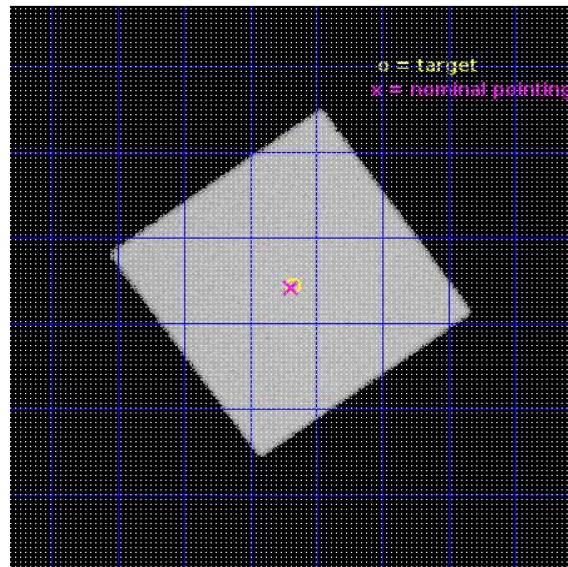 o = target
x = nominal pointing